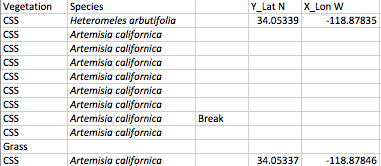 Vegetation Species Y_Lat N X_Lon W
CSS Heteromeles arbutifolia 34.05339 -118.87835
CSS Artemisia californica
CSS Artemisia californica
CSS Artemisia californica
CSS Artemisia californica
CSS Artemisia californica
CSS Artemisia californica
CSS Artemisia californica Break
CSS Artemisia californica
Grass
CSS Artemisia californica 34.05337 -118.87846